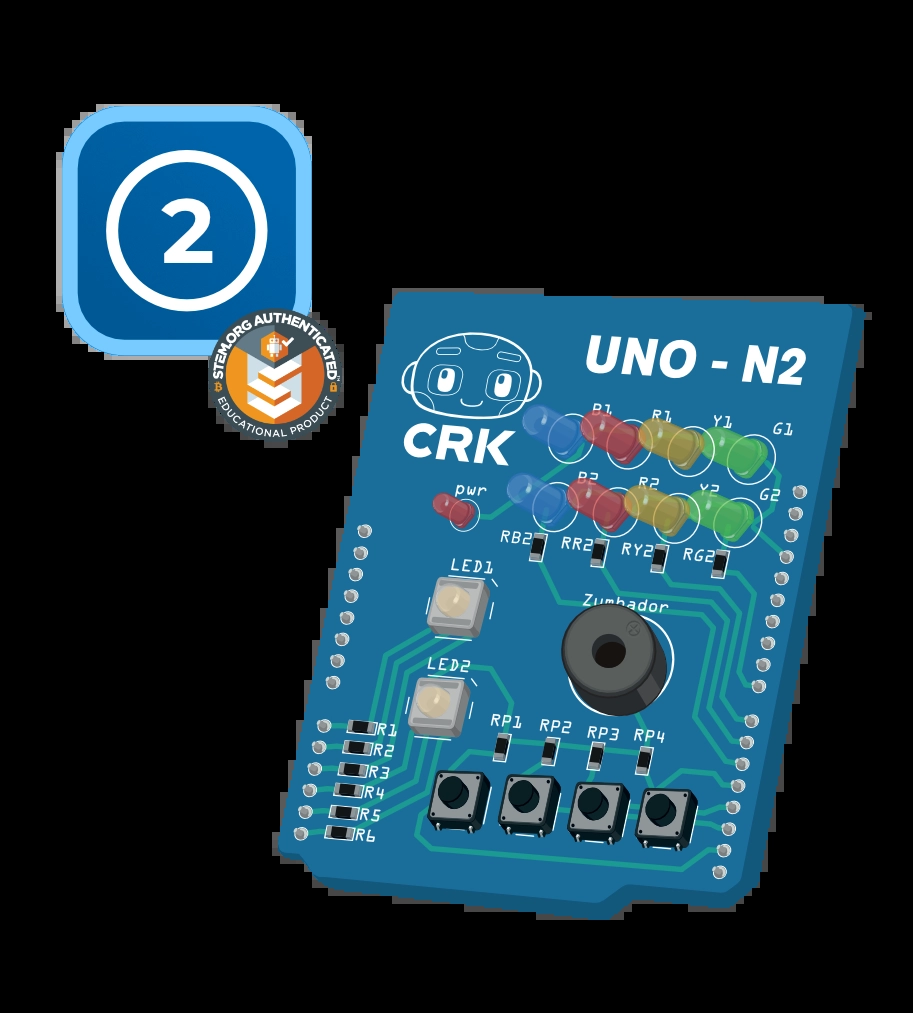 2
STEM.ORG AUTHENTICATED
EDUCATIONAL PRODUCT
UNO - N2
CRK
B1 R1 Y1 G1
pwr
B2 R2 Y2 G2
RB2 RR2 RY2 RG2
LED1
Zumbador
LED2
RP1 RP2 RP3 RP4
R1
R2
R3
R4
R5
R6